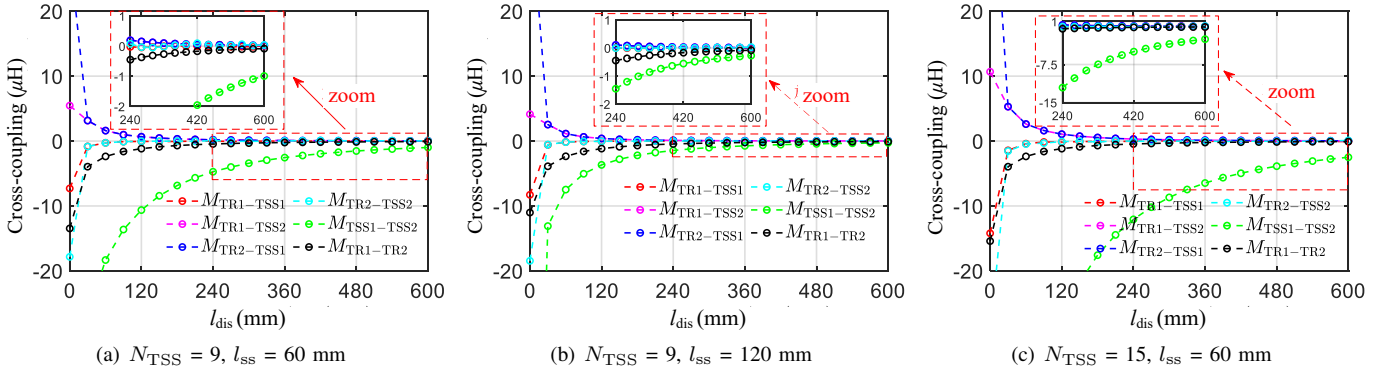 Cross-coupling (μH)
20
10
0
-10
-20
0
120
240
360
480
600
l_dis (mm)
1
0
-1
-2
240
420
600
zoom
M_TR1−TSS1
M_TR2−TSS2
M_TR1−TSS2
M_TSS1−TSS2
M_TR2−TSS1
M_TR1−TR2
(a) N_TSS = 9, l_ss = 60 mm
Cross-coupling (μH)
20
10
0
-10
-20
0
120
240
360
480
600
l_dis (mm)
1
0
-1
-2
-4
240
420
600
zoom
M_TR1−TSS1
M_TR2−TSS2
M_TR1−TSS2
M_TSS1−TSS2
M_TR2−TSS1
M_TR1−TR2
(b) N_TSS = 9, l_ss = 120 mm
Cross-coupling (μH)
20
10
0
-10
-20
0
120
240
360
480
600
l_dis (mm)
1
-7.5
-15
240
420
600
zoom
M_TR1−TSS1
M_TR2−TSS2
M_TR1−TSS2
M_TSS1−TSS2
M_TR2−TSS1
M_TR1−TR2
(c) N_TSS = 15, l_ss = 60 mm